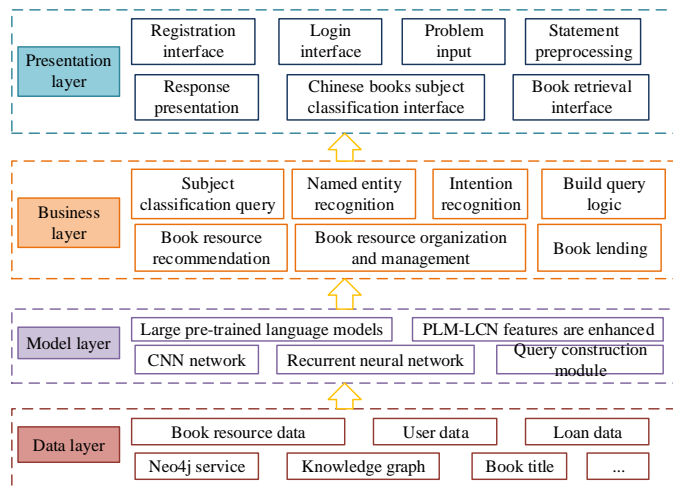 Presentation
layer
Registration
interface
Login
interface
Problem
input
Statement
preprocessing
Response
presentation
Chinese books subject
classification interface
Book retrieval
interface
Business
layer
Subject
classification query
Named entity
recognition
Intention
recognition
Build query
logic
Book resource
recommendation
Book resource organization
and management
Book lending
Model layer
Large pre-trained language models
PLM-LCN features are enhanced
CNN network
Recurrent neural network
Query construction
module
Data layer
Book resource data
User data
Loan data
Neo4j service
Knowledge graph
Book title
...